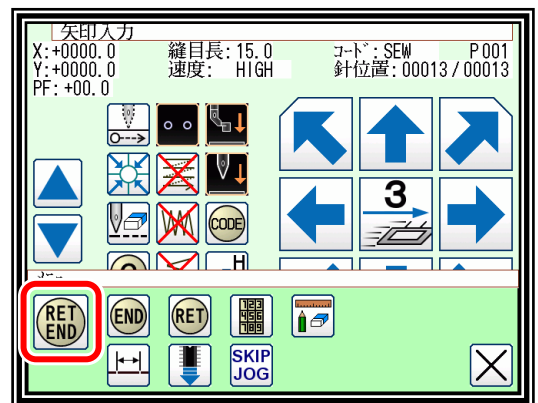 矢印入力
X:+0000.0 縫目長:15.0 コード:SEW P001
Y:+0000.0 速度: HIGH 針位置:00013/00013
PF:+00.0
CODE
3
H
RET
END
END
RET
123
456
789
SKIP
JOG